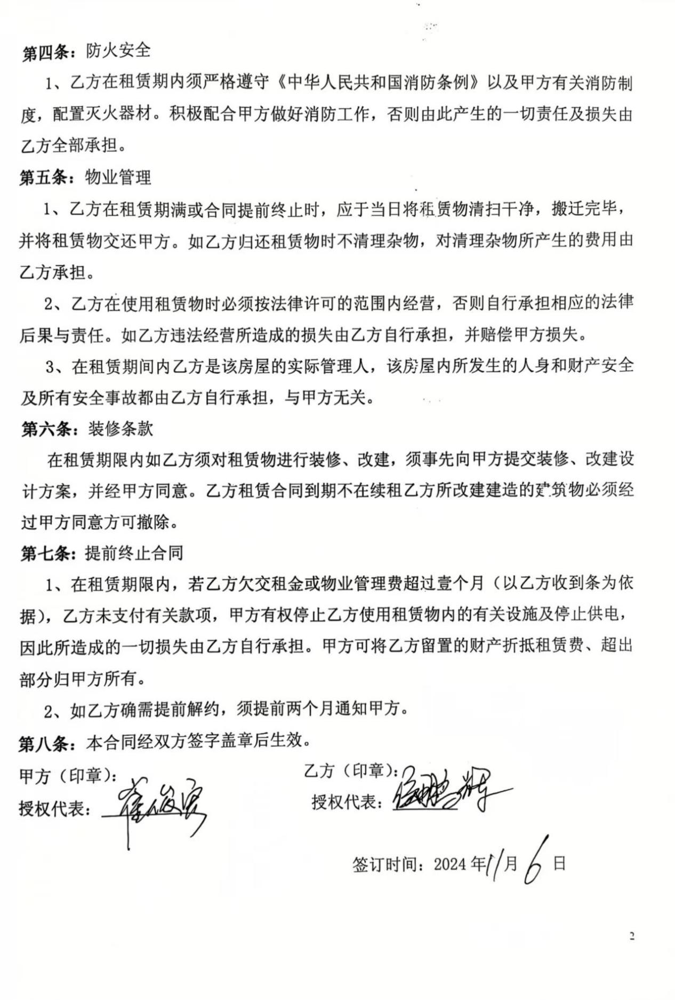 第四条：防火安全
1、乙方在租赁期内须严格遵守《中华人民共和国消防条例》以及甲方有关消防制
度，配置灭火器材。积极配合甲方做好消防工作，否则由此产生的一切责任及损失由
乙方全部承担。
第五条：物业管理
1、乙方在租赁期满或合同提前终止时，应于当日将租赁物清扫干净，搬迁完毕，
并将租赁物交还甲方。如乙方归还租赁物时不清理杂物，对清理杂物所产生的费用由
乙方承担。
2、乙方在使用租赁物时必须按法律许可的范围内经营，否则自行承担相应的法律
后果与责任。如乙方违法经营所造成的损失由乙方自行承担，并赔偿甲方损失。
3、在租赁期间内乙方是该房屋的实际管理人，该房屋内所发生的人身和财产安全
及所有安全事故都由乙方自行承担，与甲方无关。
第六条：装修条款
在租赁期限内如乙方须对租赁物进行装修、改建，须事先向甲方提交装修、改建设
计方案，并经甲方同意。乙方租赁合同到期不在续租乙方所改建建造的建筑物必须经
过甲方同意方可撤除。
第七条：提前终止合同
1、在租赁期限内，若乙方欠交租金或物业管理费超过壹个月（以乙方收到条为依
据），乙方未支付有关款项，甲方有权停止乙方使用租赁物内的有关设施及停止供电，
因此所造成的一切损失由乙方自行承担。甲方可将乙方留置的财产折抵租赁费、超出
部分归甲方所有。
2、如乙方确需提前解约，须提前两个月通知甲方。
第八条：本合同经双方签字盖章后生效。
甲方（印章）：
乙方（印章）：
授权代表：
授权代表：
签订时间：2024年11月6日
2